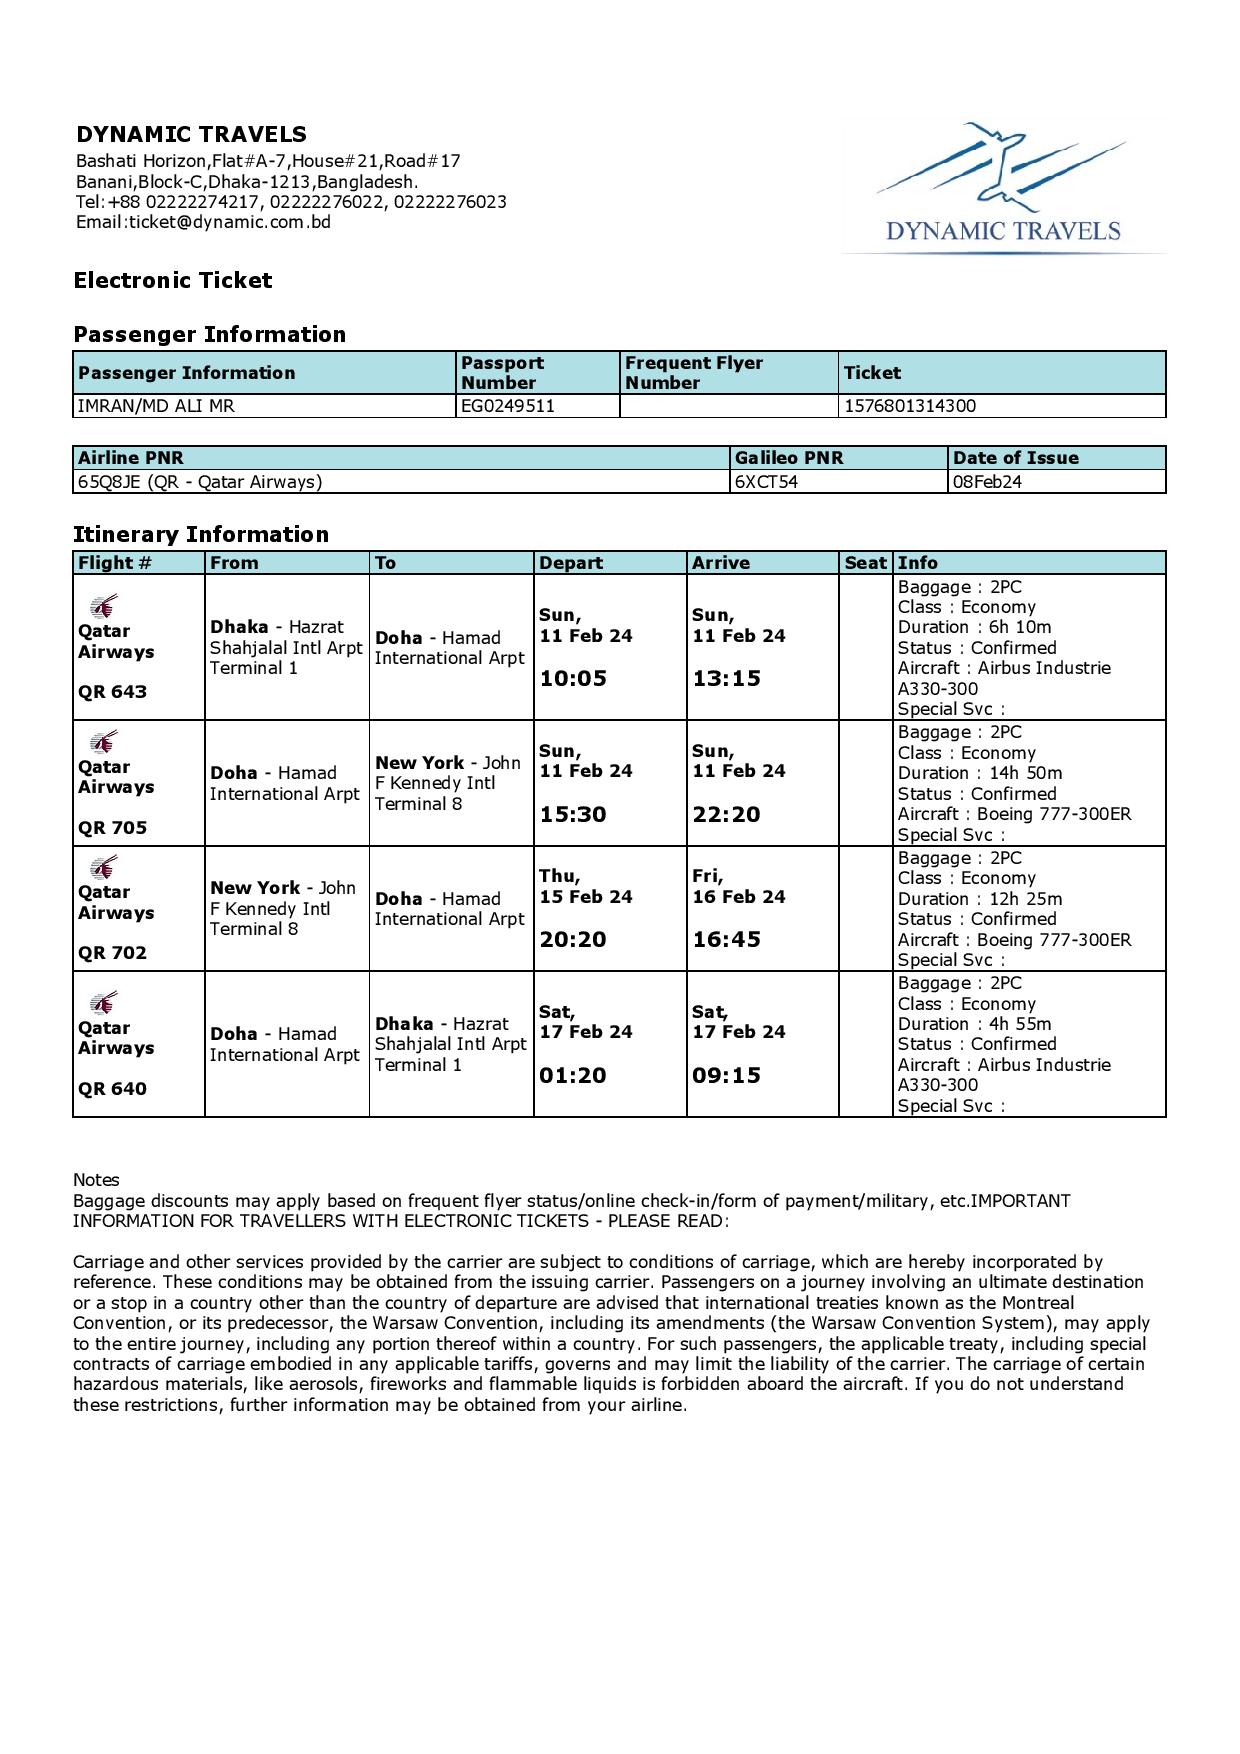 DYNAMIC TRAVELS
Bashati Horizon,Flat#A-7,House#21,Road#17
Banani,Block-C,Dhaka-1213,Bangladesh.
Tel:+88 02222274217, 02222276022, 02222276023
Email:ticket@dynamic.com.bd
DYNAMIC TRAVELS
Electronic Ticket
Passenger Information
Passenger Information
Passport
Number
Frequent Flyer
Number
Ticket
IMRAN/MD ALI MR
EG0249511
1576801314300
Airline PNR
Galileo PNR
Date of Issue
65Q8JE (QR - Qatar Airways)
6XCT54
08Feb24
Itinerary Information
Flight #
From
To
Depart
Arrive
Seat
Info
Qatar
Airways
QR 643
Dhaka - Hazrat
Shahjalal Intl Arpt
Terminal 1
Doha - Hamad
International Arpt
Sun,
11 Feb 24
10:05
Sun,
11 Feb 24
13:15
Baggage : 2PC
Class : Economy
Duration : 6h 10m
Status : Confirmed
Aircraft : Airbus Industrie
A330-300
Special Svc :
Qatar
Airways
QR 705
Doha - Hamad
International Arpt
New York - John
F Kennedy Intl
Terminal 8
Sun,
11 Feb 24
15:30
Sun,
11 Feb 24
22:20
Baggage : 2PC
Class : Economy
Duration : 14h 50m
Status : Confirmed
Aircraft : Boeing 777-300ER
Special Svc :
Qatar
Airways
QR 702
New York - John
F Kennedy Intl
Terminal 8
Doha - Hamad
International Arpt
Thu,
15 Feb 24
20:20
Fri,
16 Feb 24
16:45
Baggage : 2PC
Class : Economy
Duration : 12h 25m
Status : Confirmed
Aircraft : Boeing 777-300ER
Special Svc :
Qatar
Airways
QR 640
Doha - Hamad
International Arpt
Dhaka - Hazrat
Shahjalal Intl Arpt
Terminal 1
Sat,
17 Feb 24
01:20
Sat,
17 Feb 24
09:15
Baggage : 2PC
Class : Economy
Duration : 4h 55m
Status : Confirmed
Aircraft : Airbus Industrie
A330-300
Special Svc :
Notes
Baggage discounts may apply based on frequent flyer status/online check-in/form of payment/military, etc.IMPORTANT
INFORMATION FOR TRAVELLERS WITH ELECTRONIC TICKETS - PLEASE READ:
Carriage and other services provided by the carrier are subject to conditions of carriage, which are hereby incorporated by
reference. These conditions may be obtained from the issuing carrier. Passengers on a journey involving an ultimate destination
or a stop in a country other than the country of departure are advised that international treaties known as the Montreal
Convention, or its predecessor, the Warsaw Convention, including its amendments (the Warsaw Convention System), may apply
to the entire journey, including any portion thereof within a country. For such passengers, the applicable treaty, including special
contracts of carriage embodied in any applicable tariffs, governs and may limit the liability of the carrier. The carriage of certain
hazardous materials, like aerosols, fireworks and flammable liquids is forbidden aboard the aircraft. If you do not understand
these restrictions, further information may be obtained from your airline.